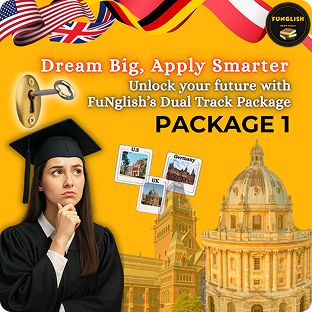 FUNGLISH
Dream Big, Apply Smarter
Unlock your future with
FuNglish's Dual Track Package
PACKAGE 1
U.S
Germany
UK